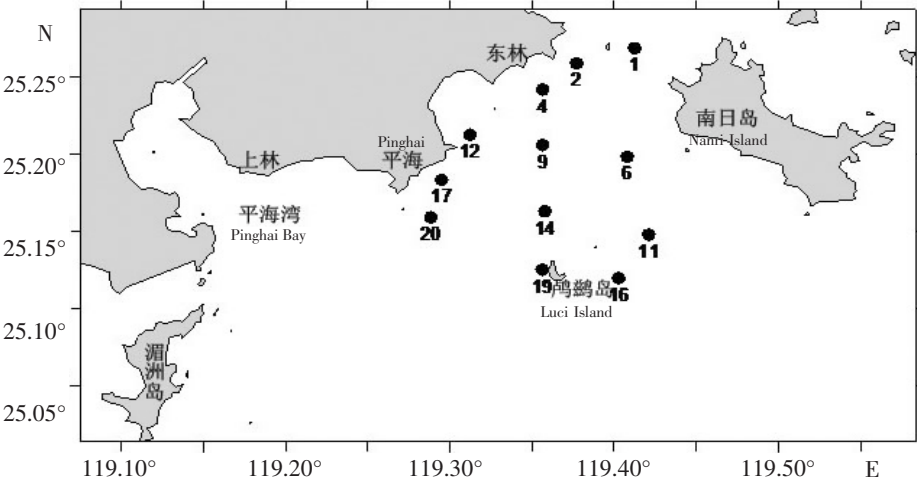 N
东林
1
2
25.25°
4
南日岛
Nanri Island
12
Pinghai
平海
9
25.20°
上林
6
17
平海湾
Pinghai Bay
20
14
11
25.15°
19
鸬鹚岛
16
Luci Island
25.10°
湄洲岛
25.05°
119.10°
119.20°
119.30°
119.40°
119.50°
E